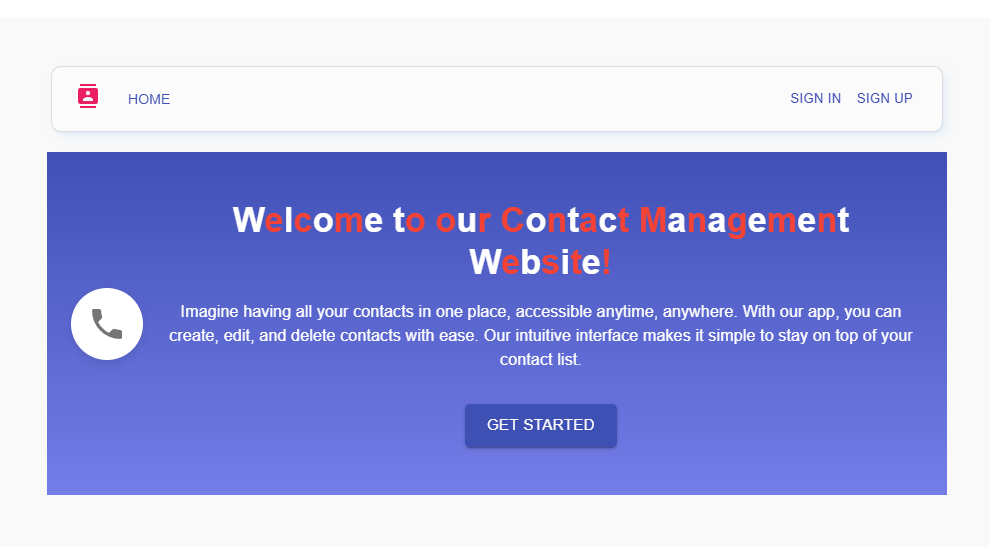 HOME
SIGN IN SIGN UP
Welcome to our Contact Management
Website!
Imagine having all your contacts in one place, accessible anytime, anywhere. With our app, you can
create, edit, and delete contacts with ease. Our intuitive interface makes it simple to stay on top of your
contact list.
GET STARTED